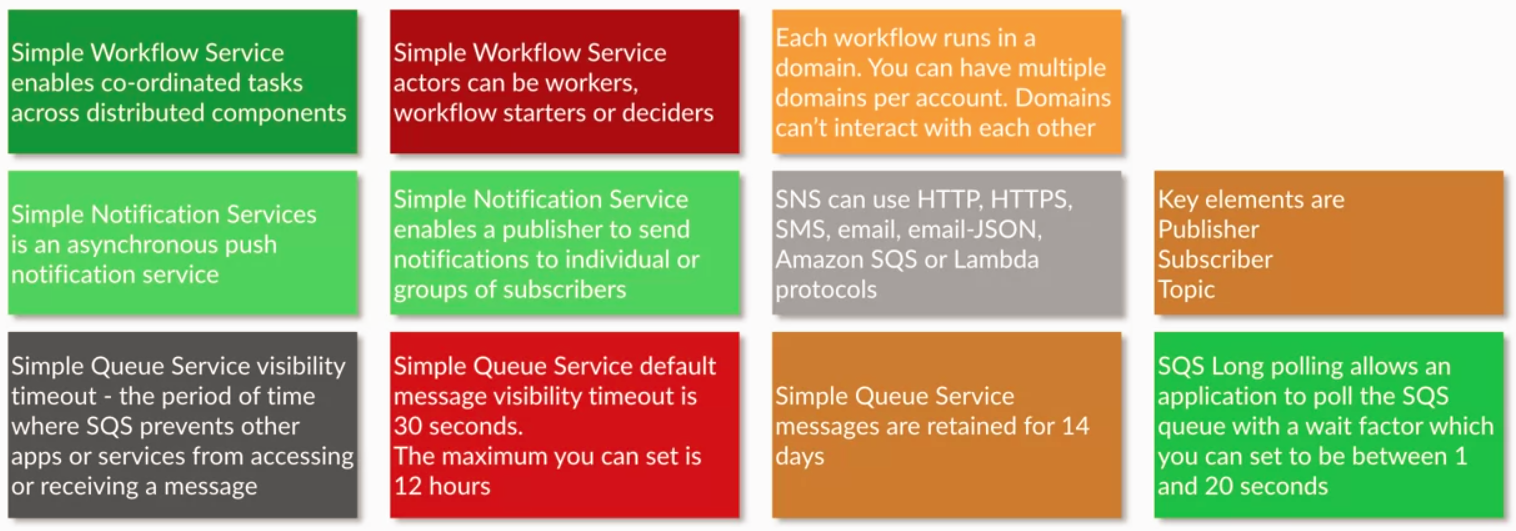 Simple Workflow Service
enables co-ordinated tasks
across distributed components
Simple Workflow Service
actors can be workers,
workflow starters or deciders
Each workflow runs in a
domain. You can have multiple
domains per account. Domains
can't interact with each other
Simple Notification Services
is an asynchronous push
notification service
Simple Notification Service
enables a publisher to send
notifications to individual or
groups of subscribers
SNS can use HTTP, HTTPS,
SMS, email, email-JSON,
Amazon SQS or Lambda
protocols
Key elements are
Publisher
Subscriber
Topic
Simple Queue Service visibility
timeout - the period of time
where SQS prevents other
apps or services from accessing
or receiving a message
Simple Queue Service default
message visibility timeout is
30 seconds.
The maximum you can set is
12 hours
Simple Queue Service
messages are retained for 14
days
SQS Long polling allows an
application to poll the SQS
queue with a wait factor which
you can set to be between 1
and 20 seconds